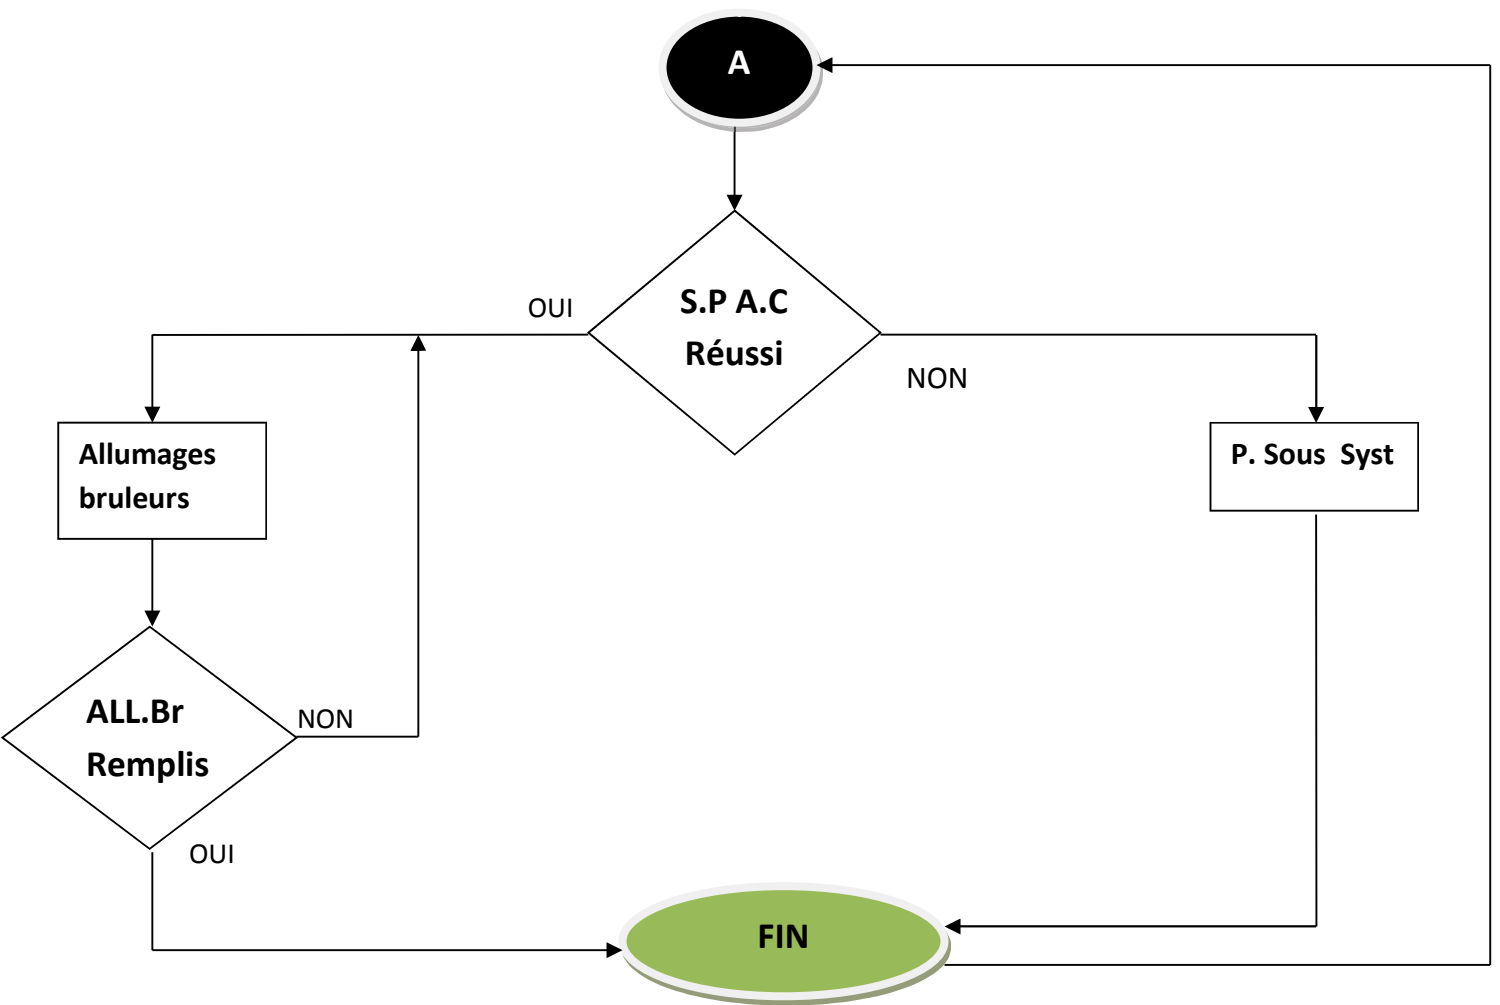 A
S.P A.C
Réussi
OUI
NON
Allumages
bruleurs
P. Sous Syst
ALL.Br
Remplis
NON
OUI
FIN